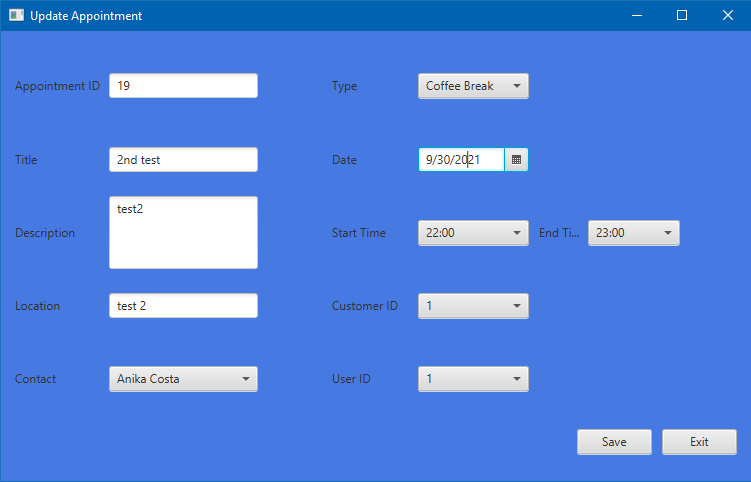 Update Appointment
Appointment ID 19 Type Coffee Break
Title 2nd test Date 9/30/2021
Description test2
Start Time 22:00 End Ti... 23:00
Location test 2 Customer ID 1
Contact Anika Costa User ID 1
Save Exit